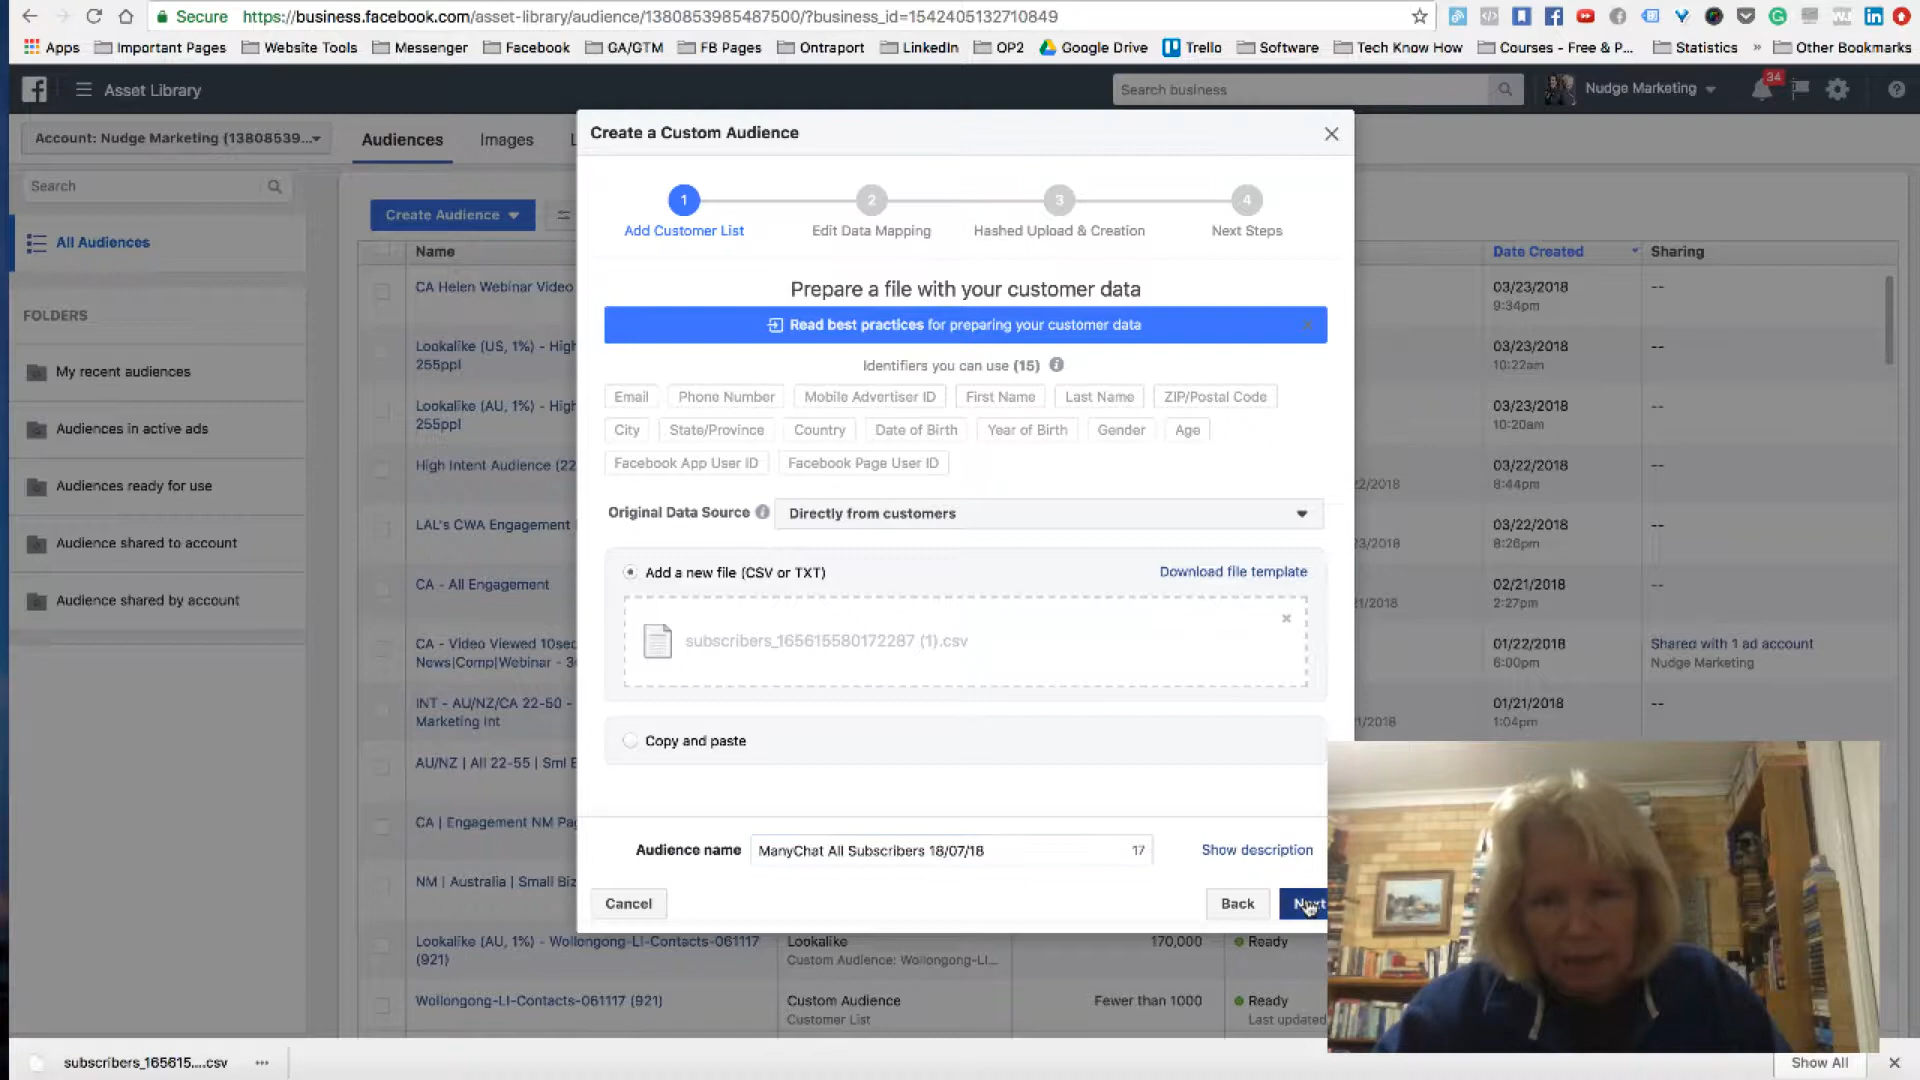 Secure https://business.facebook.com/asset-library/audience/1380853985487500/?business_id=1542405132710849
Apps Important Pages Website Tools Messenger Facebook GA/GTM FB Pages Ontraport LinkedIn OP2 Google Drive Trello Software Tech Know How Courses - Free & P... Statistics » Other Bookmarks
Asset Library
Search business
Nudge Marketing
34
Account: Nudge Marketing (13808539...
Audiences
Images
Search
Create Audience
All Audiences
FOLDERS
My recent audiences
Audiences in active ads
Audiences ready for use
Audience shared to account
Audience shared by account
Name
Date Created
Sharing
CA Helen Webinar Video
03/23/2018
9:34pm
--
Lookalike (US, 1%) - High
255ppl
03/23/2018
10:22am
--
Lookalike (AU, 1%) - High
255ppl
03/23/2018
10:20am
--
High Intent Audience (22
22/2018
03/22/2018
8:44pm
--
LAL's CWA Engagement
23/2018
03/22/2018
8:26pm
--
CA - All Engagement
21/2018
02/21/2018
2:27pm
--
CA - Video Viewed 10sec
News|Comp|Webinar - 3
01/22/2018
6:00pm
Shared with 1 ad account
Nudge Marketing
INT - AU/NZ/CA 22-50 -
Marketing Int
21/2018
01/21/2018
1:04pm
--
AU/NZ | All 22-55 | Sml E
CA | Engagement NM Pa
NM | Australia | Small Biz
Lookalike (AU, 1%) - Wollongong-LI-Contacts-061117
(921)
Lookalike
Custom Audience: Wollongong-LI...
170,000
Ready
Wollongong-LI-Contacts-061117 (921)
Custom Audience
Customer List
Fewer than 1000
Ready
Last updated
Create a Custom Audience
1 2 3 4
Add Customer List Edit Data Mapping Hashed Upload & Creation Next Steps
Prepare a file with your customer data
Read best practices for preparing your customer data
Identifiers you can use (15)
Email Phone Number Mobile Advertiser ID First Name Last Name ZIP/Postal Code
City State/Province Country Date of Birth Year of Birth Gender Age
Facebook App User ID Facebook Page User ID
Original Data Source Directly from customers
Add a new file (CSV or TXT) Download file template
subscribers_165615580172287 (1).csv
Copy and paste
Audience name ManyChat All Subscribers 18/07/18 17 Show description
Cancel Back Next
subscribers_165615....csv
Show All